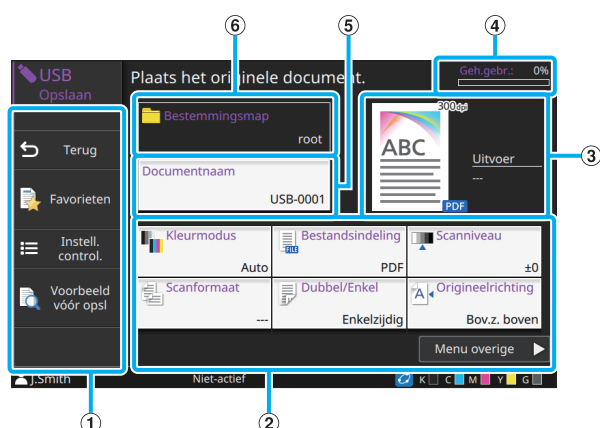 ⑥ ⑤ ④
USB
Opslaan
Plaats het originele document.
Geh.gebr.: 0%
Bestemmingsmap
root
Documentnaam
USB-0001
300dpi
ABC
PDF
Uitvoer
---
③
Terug
Favorieten
Instell.
control.
Voorbeeld
vóór opsl
Kleurmodus
Auto
Bestandsindeling
FILE
PDF
Scanniveau
±0
Scanformaat
---
Dubbel/Enkel
Enkelzijdig
A
Origineelrichting
Bov.z. boven
Menu overige
J.Smith
Niet-actief
K C M Y G
① ②